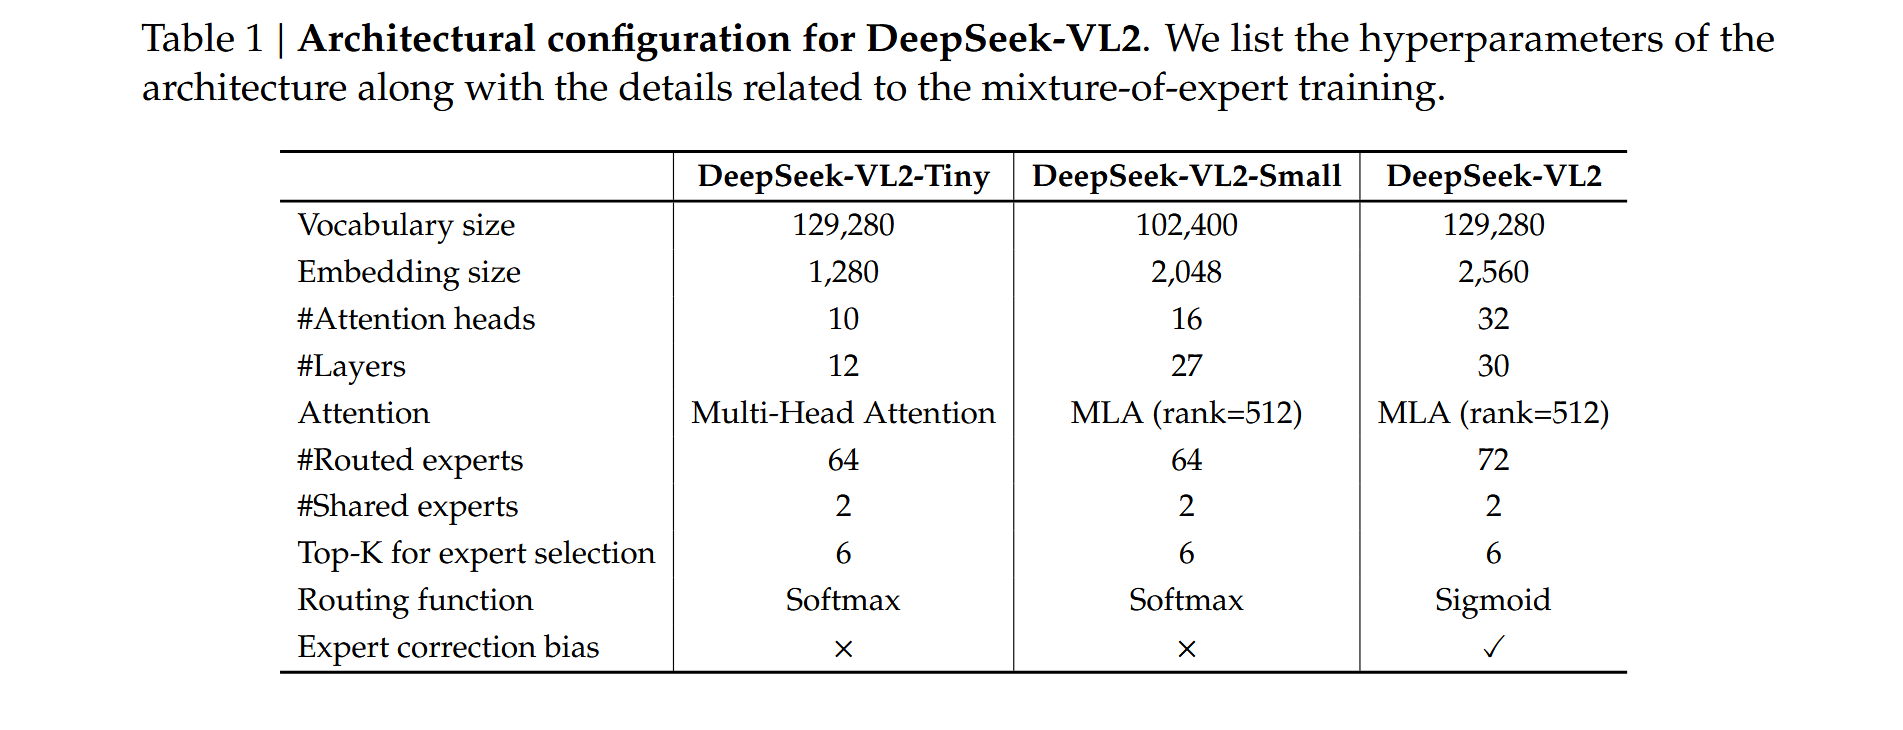 Table 1 | Architectural configuration for DeepSeek-VL2. We list the hyperparameters of the
architecture along with the details related to the mixture-of-expert training.
DeepSeek-VL2-Tiny DeepSeek-VL2-Small DeepSeek-VL2
Vocabulary size 129,280 102,400 129,280
Embedding size 1,280 2,048 2,560
#Attention heads 10 16 32
#Layers 12 27 30
Attention Multi-Head Attention MLA (rank=512) MLA (rank=512)
#Routed experts 64 64 72
#Shared experts 2 2 2
Top-K for expert selection 6 6 6
Routing function Softmax Softmax Sigmoid
Expert correction bias × × ✓